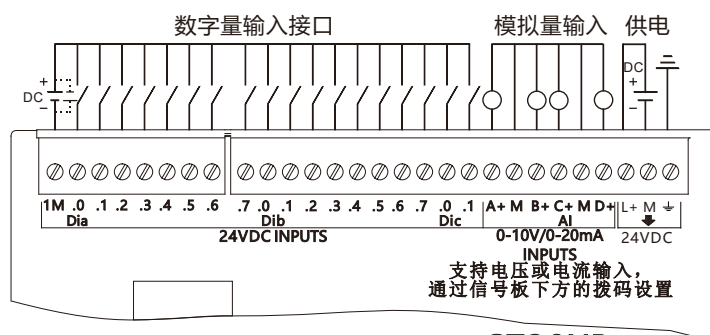 数字量输入接口 模拟量输入 供电
DC + − DC + −
1M .0 .1 .2 .3 .4 .5 .6 .7 .0 .1 .2 .3 .4 .5 .6 .7 .0 .1 A+ M B+ C+ M D+ L+ M
Dia Dib Dic AI
24VDC INPUTS 0-10V/0-20mA 24VDC
INPUTS
支持电压或电流输入，
通过信号板下方的拨码设置